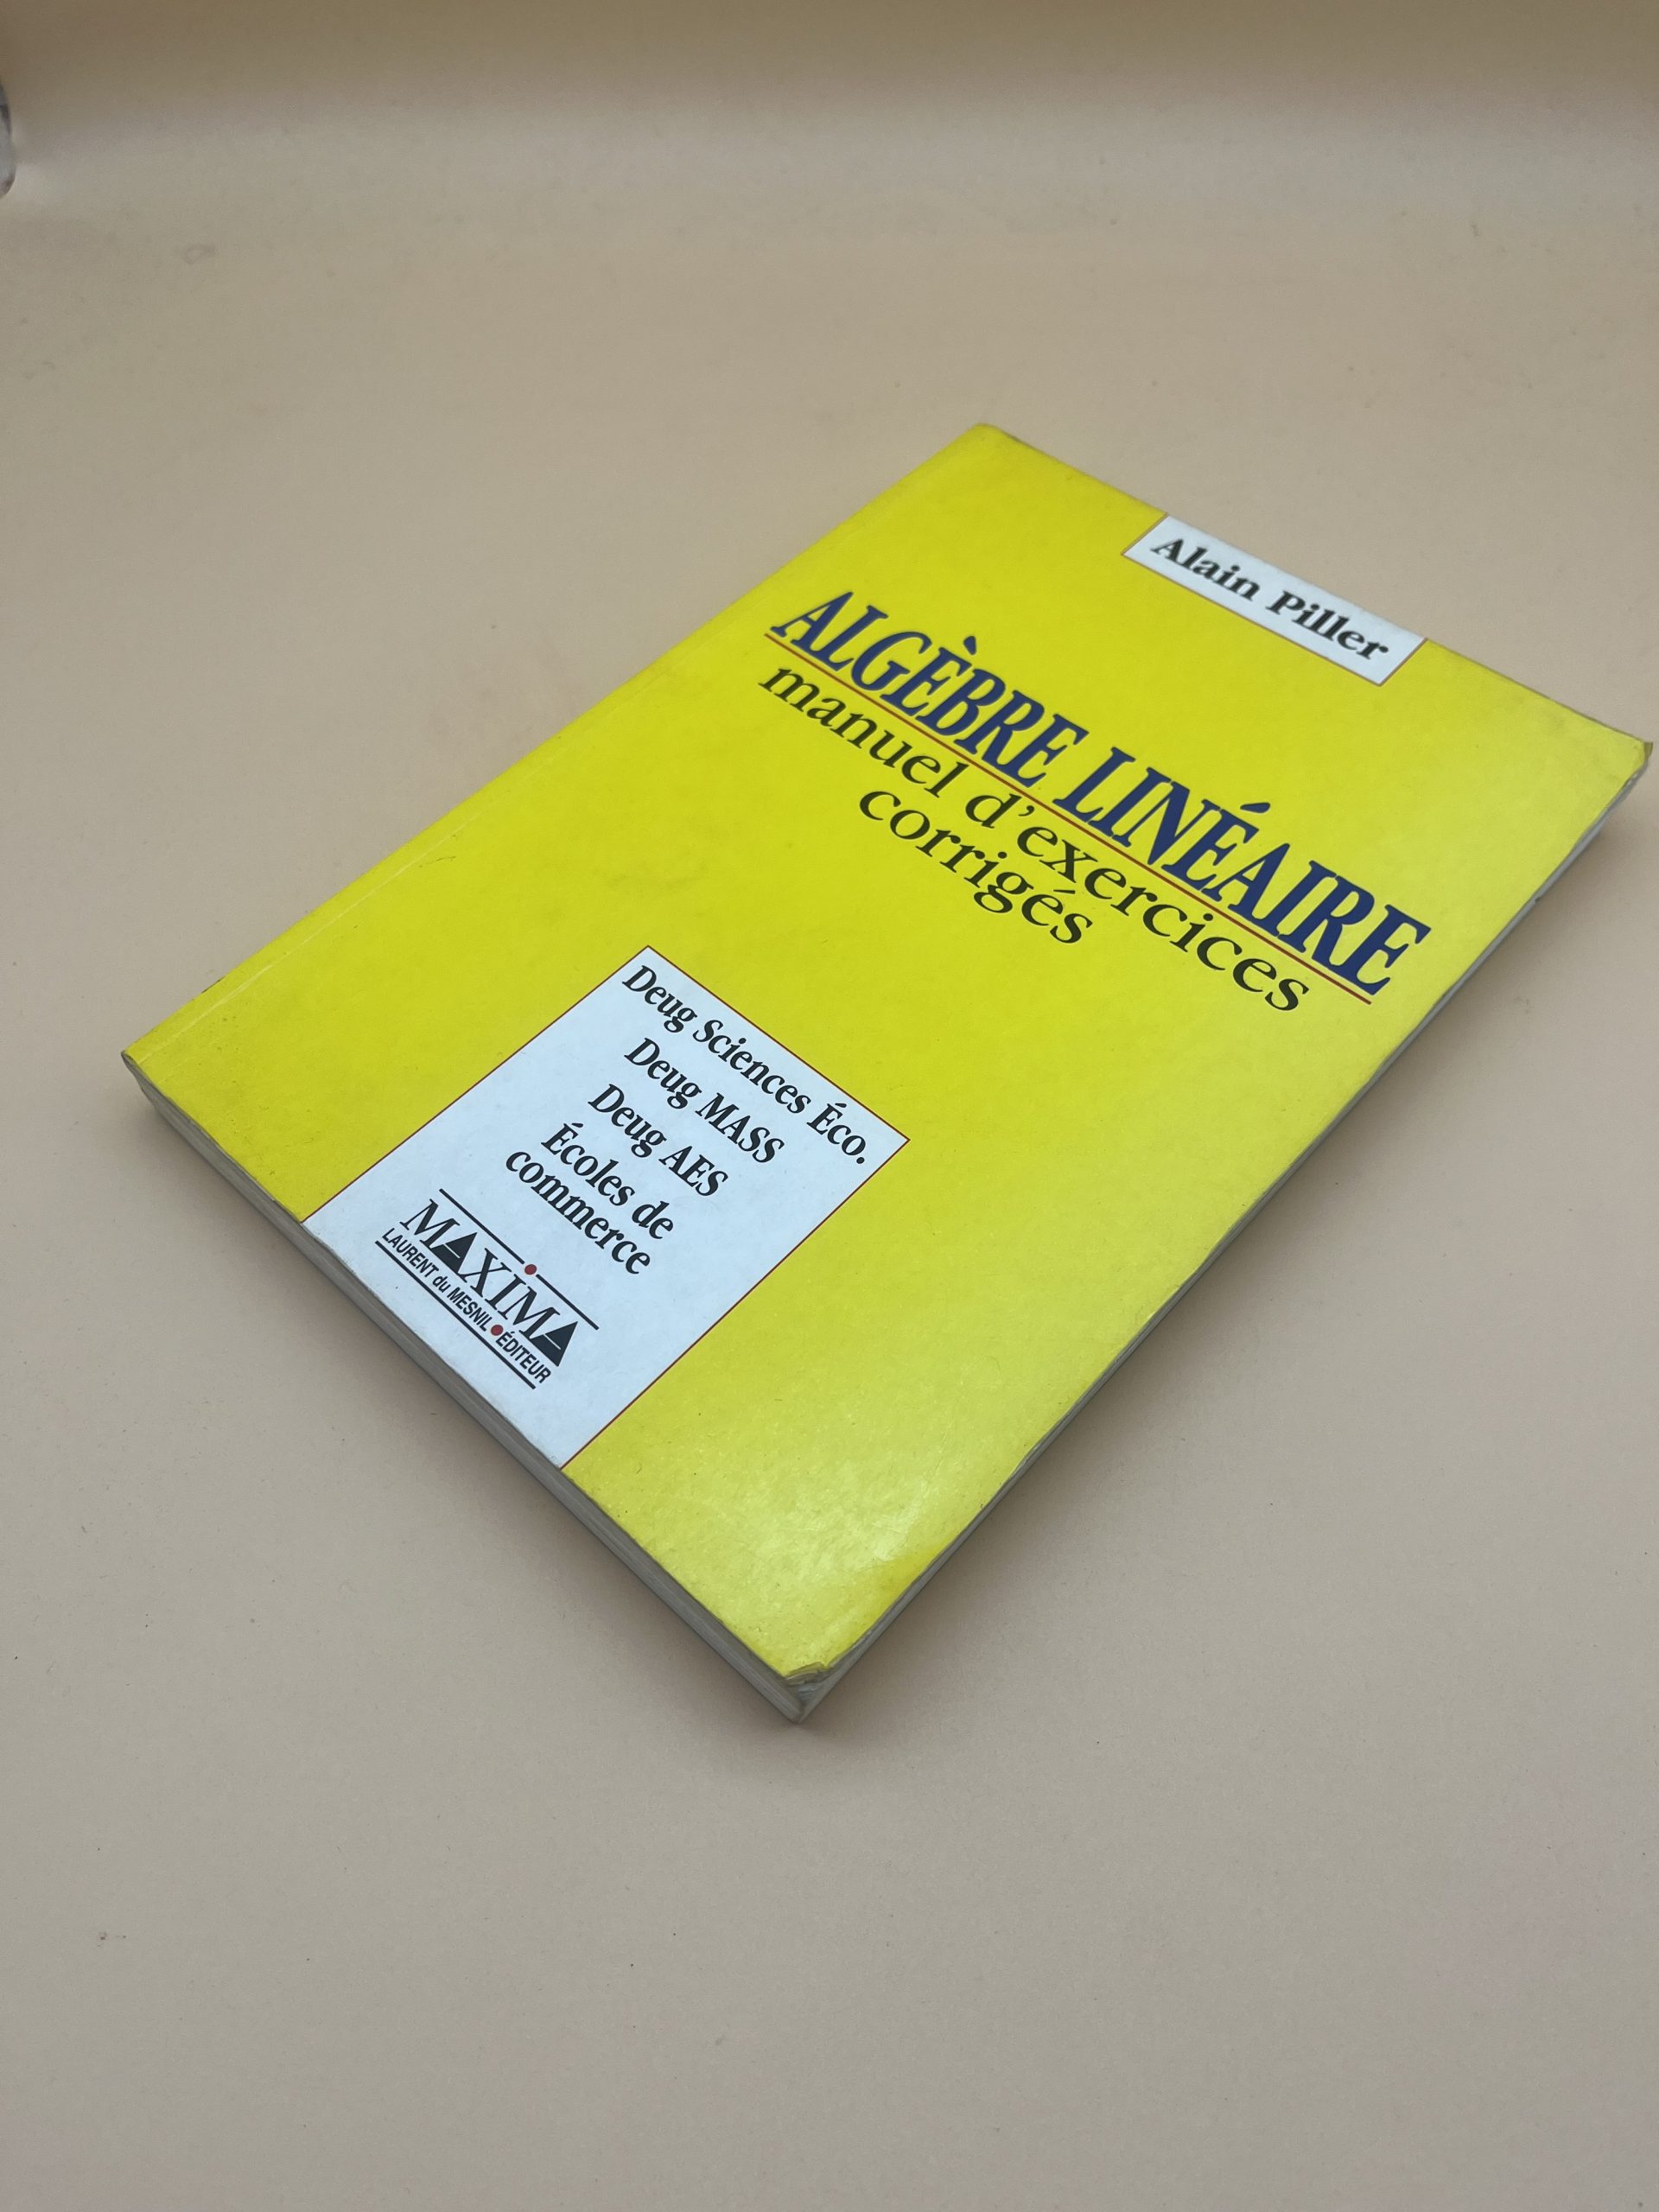 Alain Piller
ALGÈBRE LINÉAIRE
manuel d'exercices
corrigés
Deug Sciences Éco.
Deug MASS
Deug AES
Écoles de
commerce
MAXIMA
LAURENT du MESNIL • ÉDITEUR